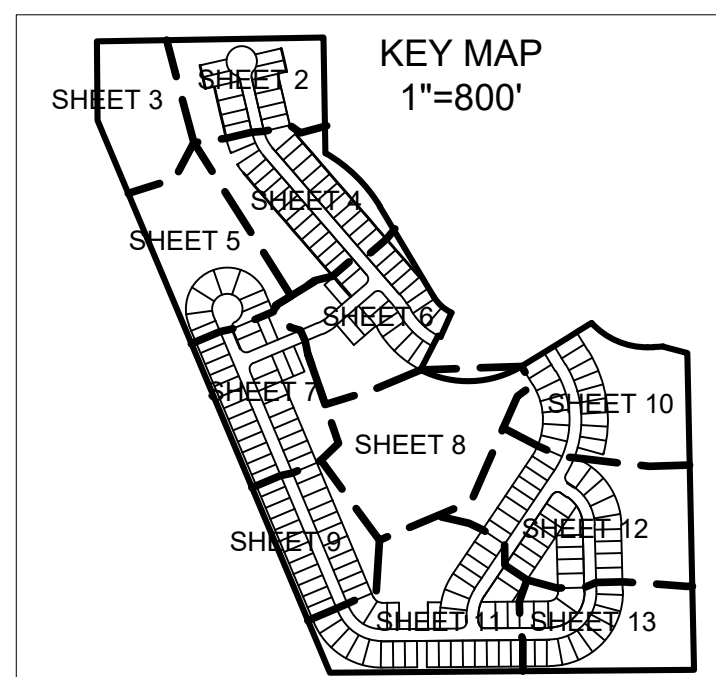 KEY MAP
1"=800'
SHEET 2
SHEET 3
SHEET 4
SHEET 5
SHEET 6
SHEET 7
SHEET 10
SHEET 8
SHEET 12
SHEET 9
SHEET 11
SHEET 13